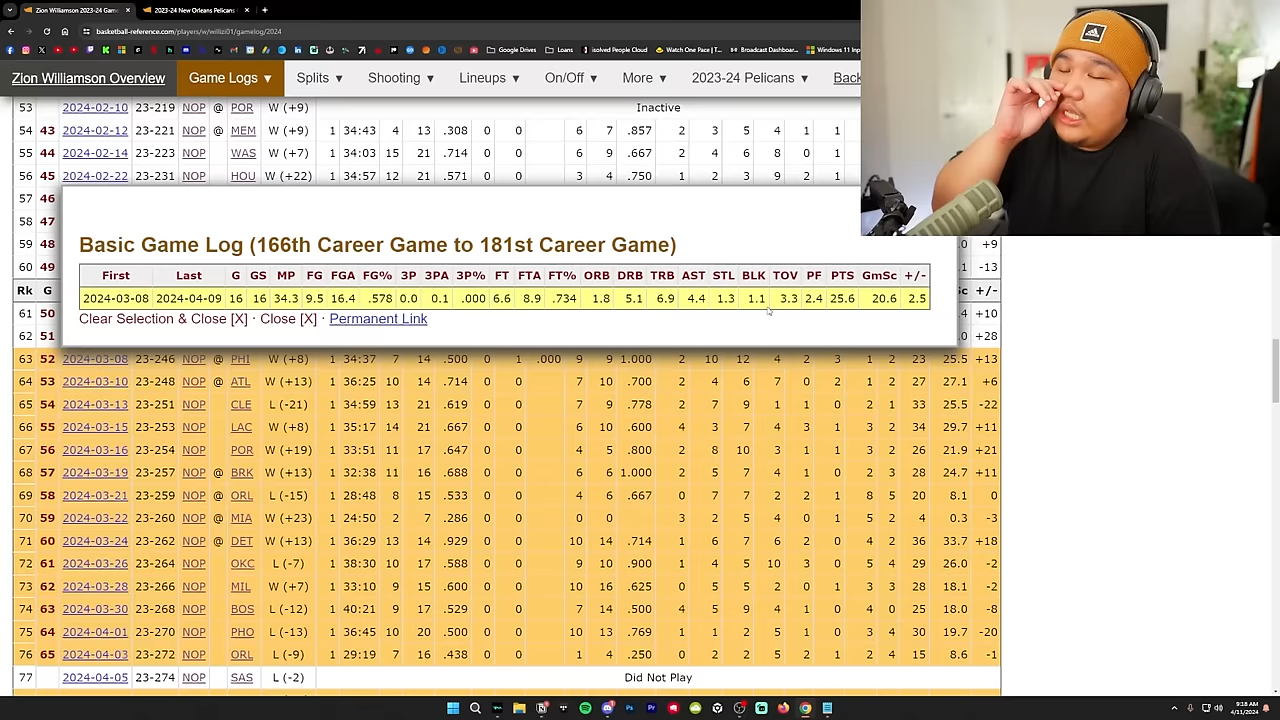 Zion Williamson 2023-24 Game L
2023-24 New Orleans Pelicans
basketball-reference.com/players/w/willizi01/gamelog/2024
Google Drives Loans isolved People Cloud Watch One Pace | T... Broadcast Dashboar... Windows 11 Inp
Zion Williamson Overview Game Logs ▼ Splits ▼ Shooting ▼ Lineups ▼ On/Off ▼ More ▼ 2023-24 Pelicans ▼ Back
53 2024-02-10 23-219 NOP @ POR W (+9) Inactive
54 43 2024-02-12 23-221 NOP @ MEM W (+9) 1 34:43 4 13 .308 0 0 6 7 .857 2 3 5 4 1 1
55 44 2024-02-14 23-223 NOP WAS W (+7) 1 34:03 15 21 .714 0 0 6 9 .667 2 4 6 8 0 1
56 45 2024-02-22 23-231 NOP HOU W (+22) 1 34:57 12 21 .571 0 0 3 4 .750 1 2 3 9 2 1
57 46
58 47
59 48 .0 +9
60 49 .1 -13
Basic Game Log (166th Career Game to 181st Career Game)
First Last G GS MP FG FGA FG% 3P 3PA 3P% FT FTA FT% ORB DRB TRB AST STL BLK TOV PF PTS GmSc +/-
2024-03-08 2024-04-09 16 16 34.3 9.5 16.4 .578 0.0 0.1 .000 6.6 8.9 .734 1.8 5.1 6.9 4.4 1.3 1.1 3.3 2.4 25.6 20.6 2.5
Clear Selection & Close [X] · Close [X] · Permanent Link
Rk G Sc +/-
61 50 .4 +10
62 51 .0 +28
63 52 2024-03-08 23-246 NOP @ PHI W (+8) 1 34:37 7 14 .500 0 1 .000 9 9 1.000 2 10 12 4 2 3 1 2 23 25.5 +13
64 53 2024-03-10 23-248 NOP @ ATL W (+13) 1 36:25 10 14 .714 0 0 7 10 .700 2 4 6 7 0 2 1 2 27 27.1 +6
65 54 2024-03-13 23-251 NOP CLE L (-21) 1 34:59 13 21 .619 0 0 7 9 .778 2 7 9 1 1 0 2 1 33 25.5 -22
66 55 2024-03-15 23-253 NOP LAC W (+8) 1 35:17 14 21 .667 0 0 6 10 .600 4 3 7 4 3 1 3 2 34 29.7 +11
67 56 2024-03-16 23-254 NOP POR W (+19) 1 33:51 11 17 .647 0 0 4 5 .800 2 8 10 3 1 1 3 2 26 21.9 +21
68 57 2024-03-19 23-257 NOP @ BRK W (+13) 1 32:38 11 16 .688 0 0 6 6 1.000 2 5 7 4 1 0 2 3 28 24.7 +11
69 58 2024-03-21 23-259 NOP @ ORL L (-15) 1 28:48 8 15 .533 0 0 4 6 .667 0 7 7 2 2 1 8 5 20 8.1 0
70 59 2024-03-22 23-260 NOP @ MIA W (+23) 1 24:50 2 7 .286 0 0 0 0 3 2 5 4 0 1 5 2 4 0.3 -3
71 60 2024-03-24 23-262 NOP @ DET W (+13) 1 36:29 13 14 .929 0 0 10 14 .714 1 6 7 6 2 0 4 2 36 33.7 +18
72 61 2024-03-26 23-264 NOP OKC L (-7) 1 38:30 10 17 .588 0 0 9 10 .900 1 4 5 10 3 0 5 4 29 26.0 -2
73 62 2024-03-28 23-266 NOP MIL W (+7) 1 33:10 9 15 .600 0 0 10 16 .625 0 5 5 2 0 1 3 3 28 18.1 -2
74 63 2024-03-30 23-268 NOP BOS L (-12) 1 40:21 9 17 .529 0 0 7 14 .500 4 5 9 4 1 0 4 0 25 18.0 -8
75 64 2024-04-01 23-270 NOP PHO L (-13) 1 36:45 10 20 .500 0 0 10 13 .769 1 1 2 5 1 0 3 4 30 19.7 -20
76 65 2024-04-03 23-272 NOP ORL L (-9) 1 29:19 7 16 .438 0 0 1 4 .250 0 2 2 5 2 1 2 4 15 8.6 -1
77 2024-04-05 23-274 NOP SAS L (-2) Did Not Play
9:18 AM
4/11/2024